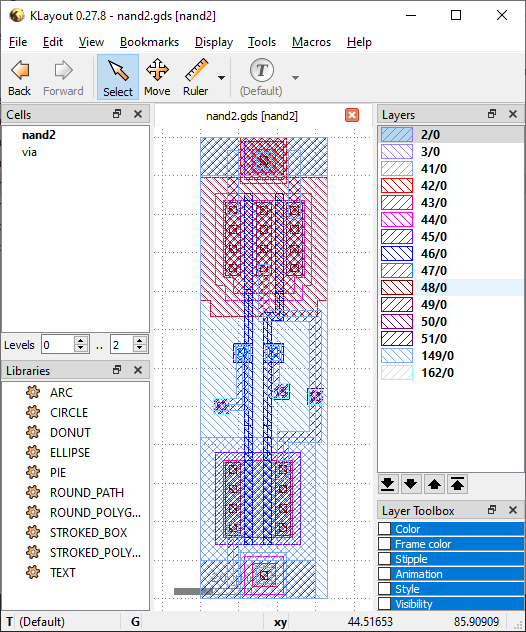 KLayout 0.27.8 - nand2.gds [nand2]
File Edit View Bookmarks Display Tools Macros Help
Back Forward Select Move Ruler (Default)
Cells
nand2
via
Levels 0 .. 2
Libraries
ARC
CIRCLE
DONUT
ELLIPSE
PIE
ROUND_PATH
ROUND_POLYG...
STROKED_BOX
STROKED_POLY...
TEXT
nand2.gds [nand2]
Layers
2/0
3/0
41/0
42/0
43/0
44/0
45/0
46/0
47/0
48/0
49/0
50/0
51/0
149/0
162/0
Layer Toolbox
Color
Frame color
Stipple
Animation
Style
Visibility
T (Default) G xy 44.51653 85.90909